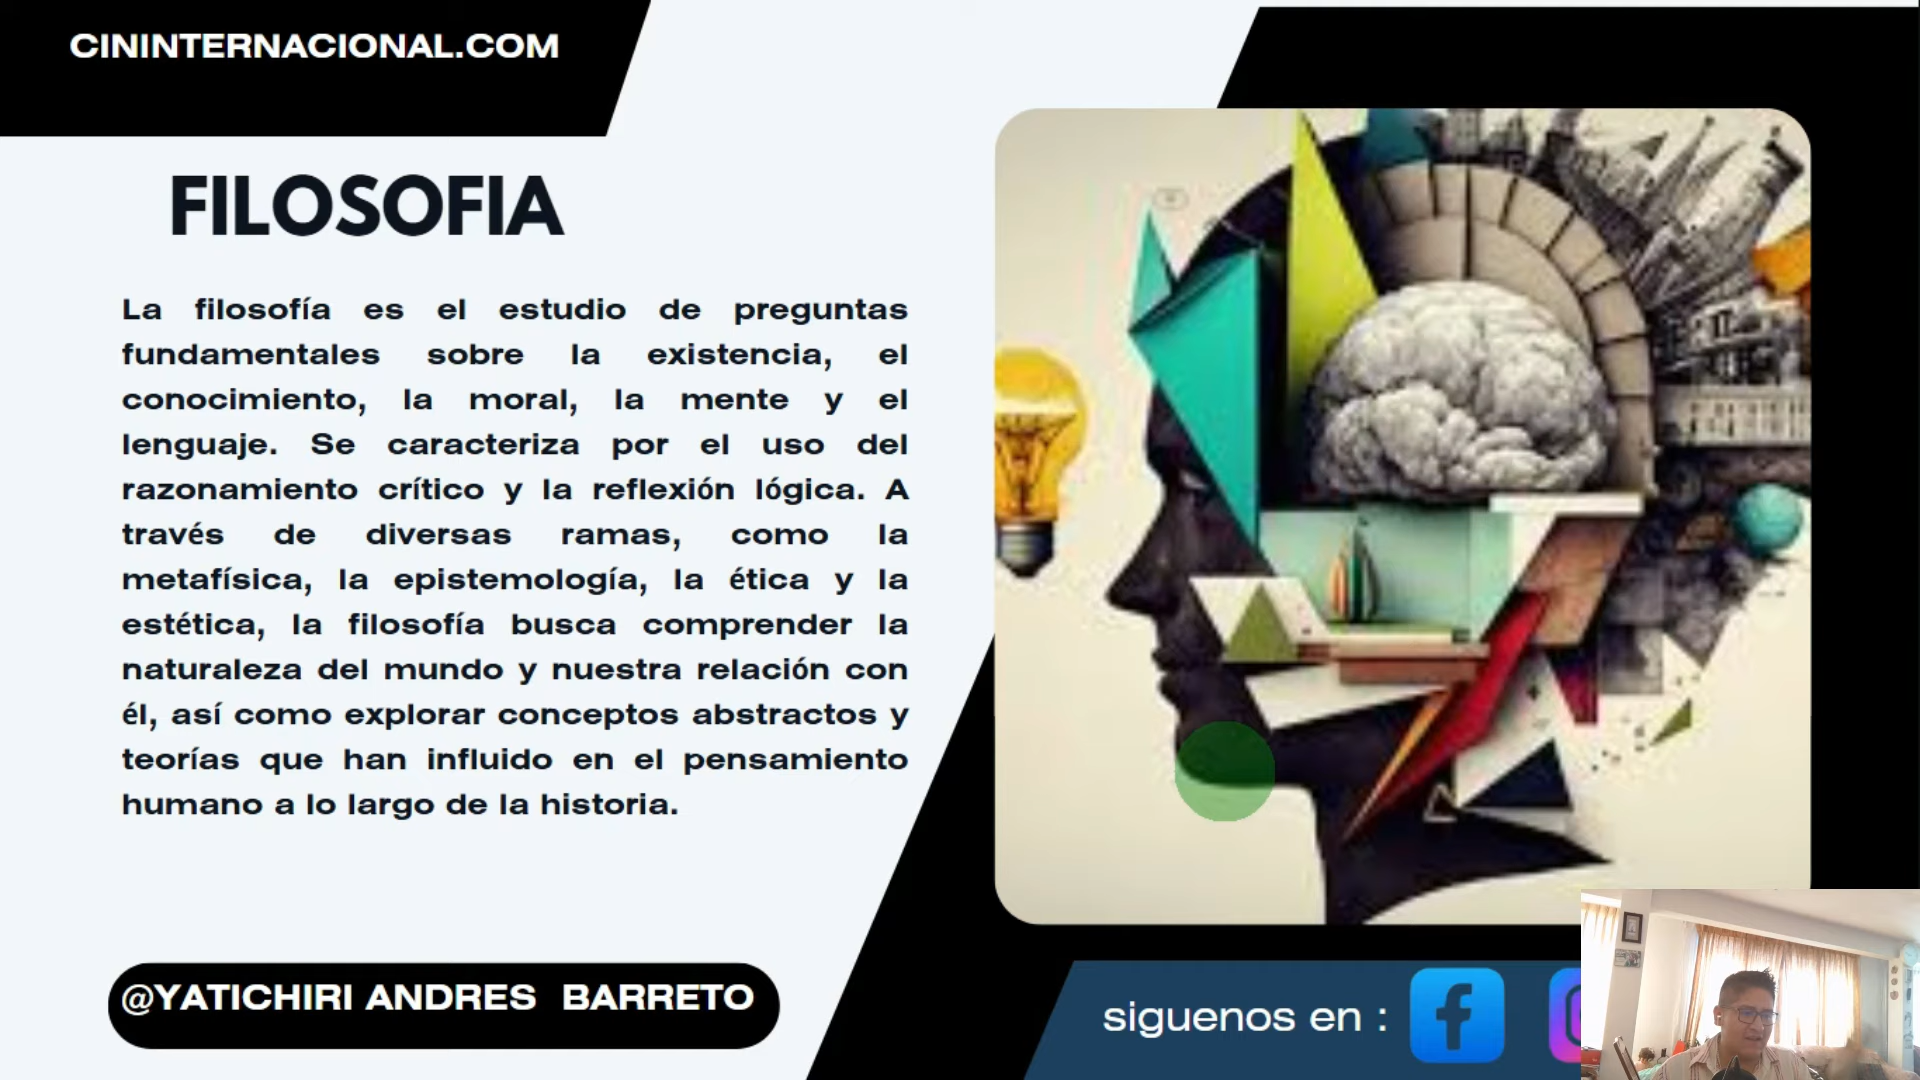 CININTERNACIONAL.COM
FILOSOFIA
La filosofía es el estudio de preguntas
fundamentales sobre la existencia, el
conocimiento, la moral, la mente y el
lenguaje. Se caracteriza por el uso del
razonamiento crítico y la reflexión lógica. A
través de diversas ramas, como la
metafísica, la epistemología, la ética y la
estética, la filosofía busca comprender la
naturaleza del mundo y nuestra relación con
él, así como explorar conceptos abstractos y
teorías que han influido en el pensamiento
humano a lo largo de la historia.
@YATICHIRI ANDRES BARRETO
siguenos en :